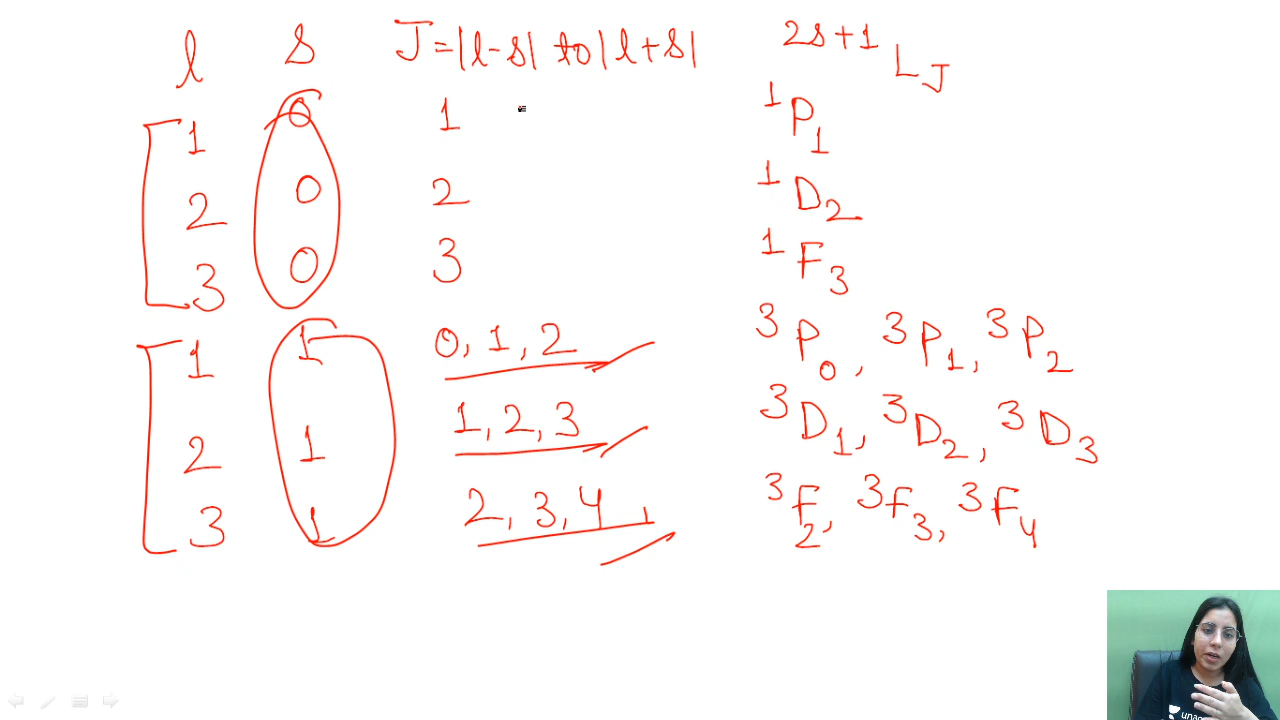 l s J = |l - s| to |l + s| 2s+1 L J
1 0 1 1P1
2 0 2 1D2
3 0 3 1F3
1 1 0, 1, 2 3P0, 3P1, 3P2
2 1 1, 2, 3 3D1, 3D2, 3D3
3 1 2, 3, 4, 3F2, 3F3, 3F4